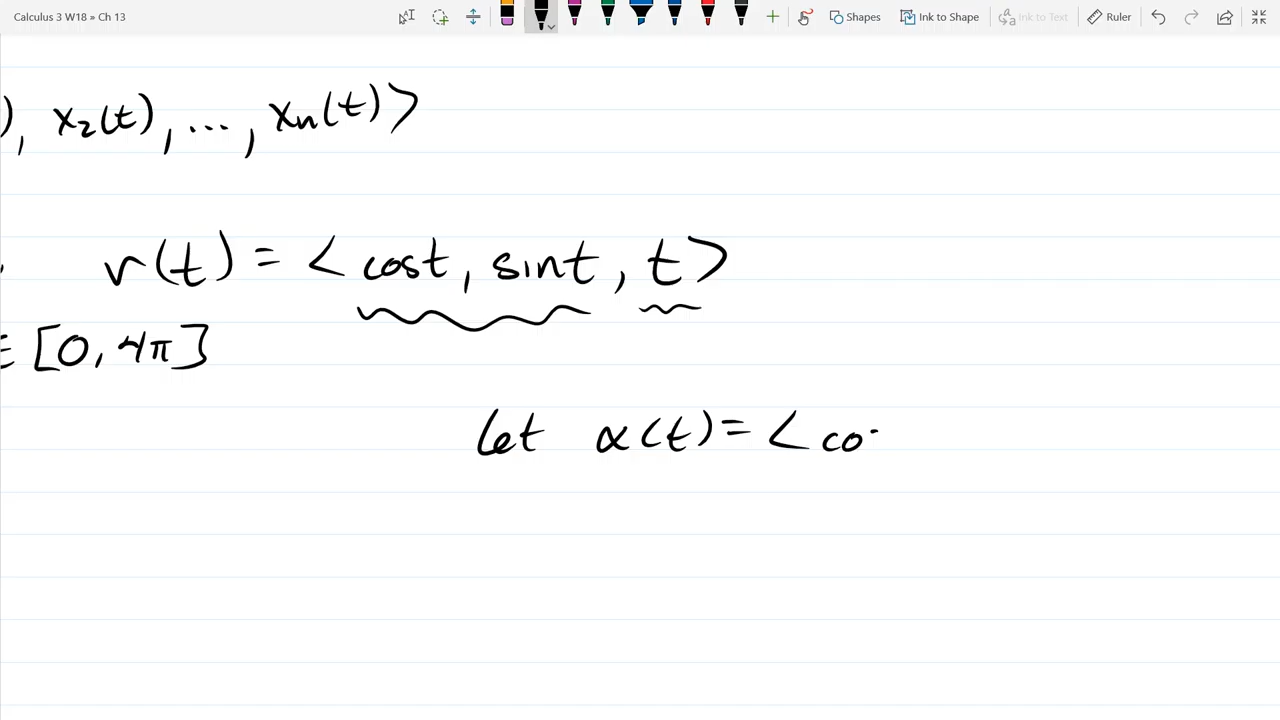 Calculus 3 W18 » Ch 13
Shapes Ink to Shape Ink to Text Ruler
), x₂(t), ..., xₙ(t)>
r(t) = < cost, sint, t>
∈ [0, 4π]
let α(t) = < co